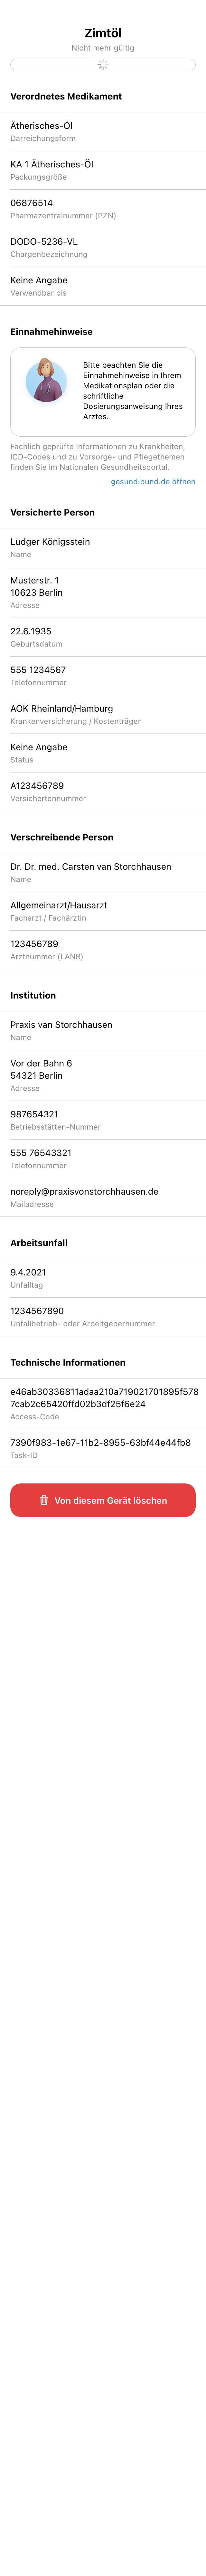 Zimtöl
Nicht mehr gültig
Verordnetes Medikament
Ätherisches-Öl
Darreichungsform
KA 1 Ätherisches-Öl
Packungsgröße
06876514
Pharmazentralnummer (PZN)
DODO-5236-VL
Chargenbezeichnung
Keine Angabe
Verwendbar bis
Einnahmehinweise
Bitte beachten Sie die
Einnahmehinweise in Ihrem
Medikationsplan oder die
schriftliche
Dosierungsanweisung Ihres
Arztes.
Fachlich geprüfte Informationen zu Krankheiten,
ICD-Codes und zu Vorsorge- und Pflegethemen
finden Sie im Nationalen Gesundheitsportal.
gesund.bund.de öffnen
Versicherte Person
Ludger Königsstein
Name
Musterstr. 1
10623 Berlin
Adresse
22.6.1935
Geburtsdatum
555 1234567
Telefonnummer
AOK Rheinland/Hamburg
Krankenversicherung / Kostenträger
Keine Angabe
Status
A123456789
Versichertennummer
Verschreibende Person
Dr. Dr. med. Carsten van Storchhausen
Name
Allgemeinarzt/Hausarzt
Facharzt / Fachärztin
123456789
Arztnummer (LANR)
Institution
Praxis van Storchhausen
Name
Vor der Bahn 6
54321 Berlin
Adresse
987654321
Betriebsstätten-Nummer
555 76543321
Telefonnummer
noreply@praxisvonstorchhausen.de
Mailadresse
Arbeitsunfall
9.4.2021
Unfalltag
1234567890
Unfallbetrieb- oder Arbeitgebernummer
Technische Informationen
e46ab30336811adaa210a719021701895f578
7cab2c65420ffd02b3df25f6e24
Access-Code
7390f983-1e67-11b2-8955-63bf44e44fb8
Task-ID
Von diesem Gerät löschen